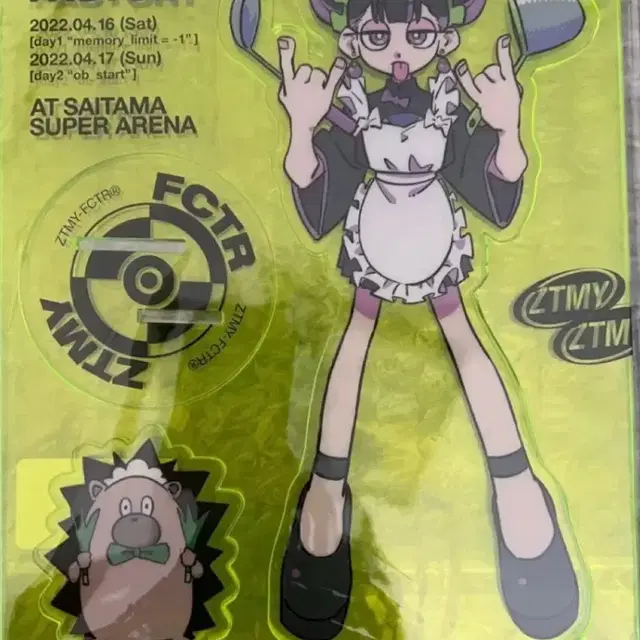 2022.04.16 (Sat)
[day1 "memory_limit = -1"]
2022.04.17 (Sun)
[day2 "ob_start"]
AT SAITAMA
SUPER ARENA
ZTMY-FCTR®
FCTR
ZTMY
ZTMY-FCTR®
ZTMY
ZTM